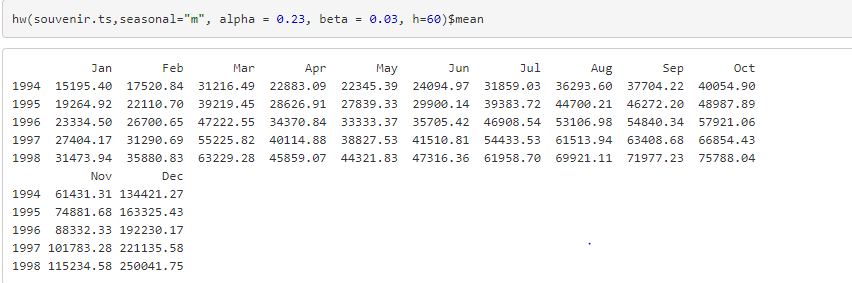 hw(souvenir.ts,seasonal="m", alpha = 0.23, beta = 0.03, h=60)$mean
Jan Feb Mar Apr May Jun Jul Aug Sep Oct
1994 15195.40 17520.84 31216.49 22883.09 22345.39 24094.97 31859.03 36293.60 37704.22 40054.90
1995 19264.92 22110.70 39219.45 28626.91 27839.33 29900.14 39383.72 44700.21 46272.20 48987.89
1996 23334.50 26700.65 47222.55 34370.84 33333.37 35705.42 46908.54 53106.98 54840.34 57921.06
1997 27404.17 31290.69 55225.82 40114.88 38827.53 41510.81 54433.53 61513.94 63408.68 66854.43
1998 31473.94 35880.83 63229.28 45859.07 44321.83 47316.36 61958.70 69921.11 71977.23 75788.04
Nov Dec
1994 61431.31 134421.27
1995 74881.68 163325.43
1996 88332.33 192230.17
1997 101783.28 221135.58
1998 115234.58 250041.75